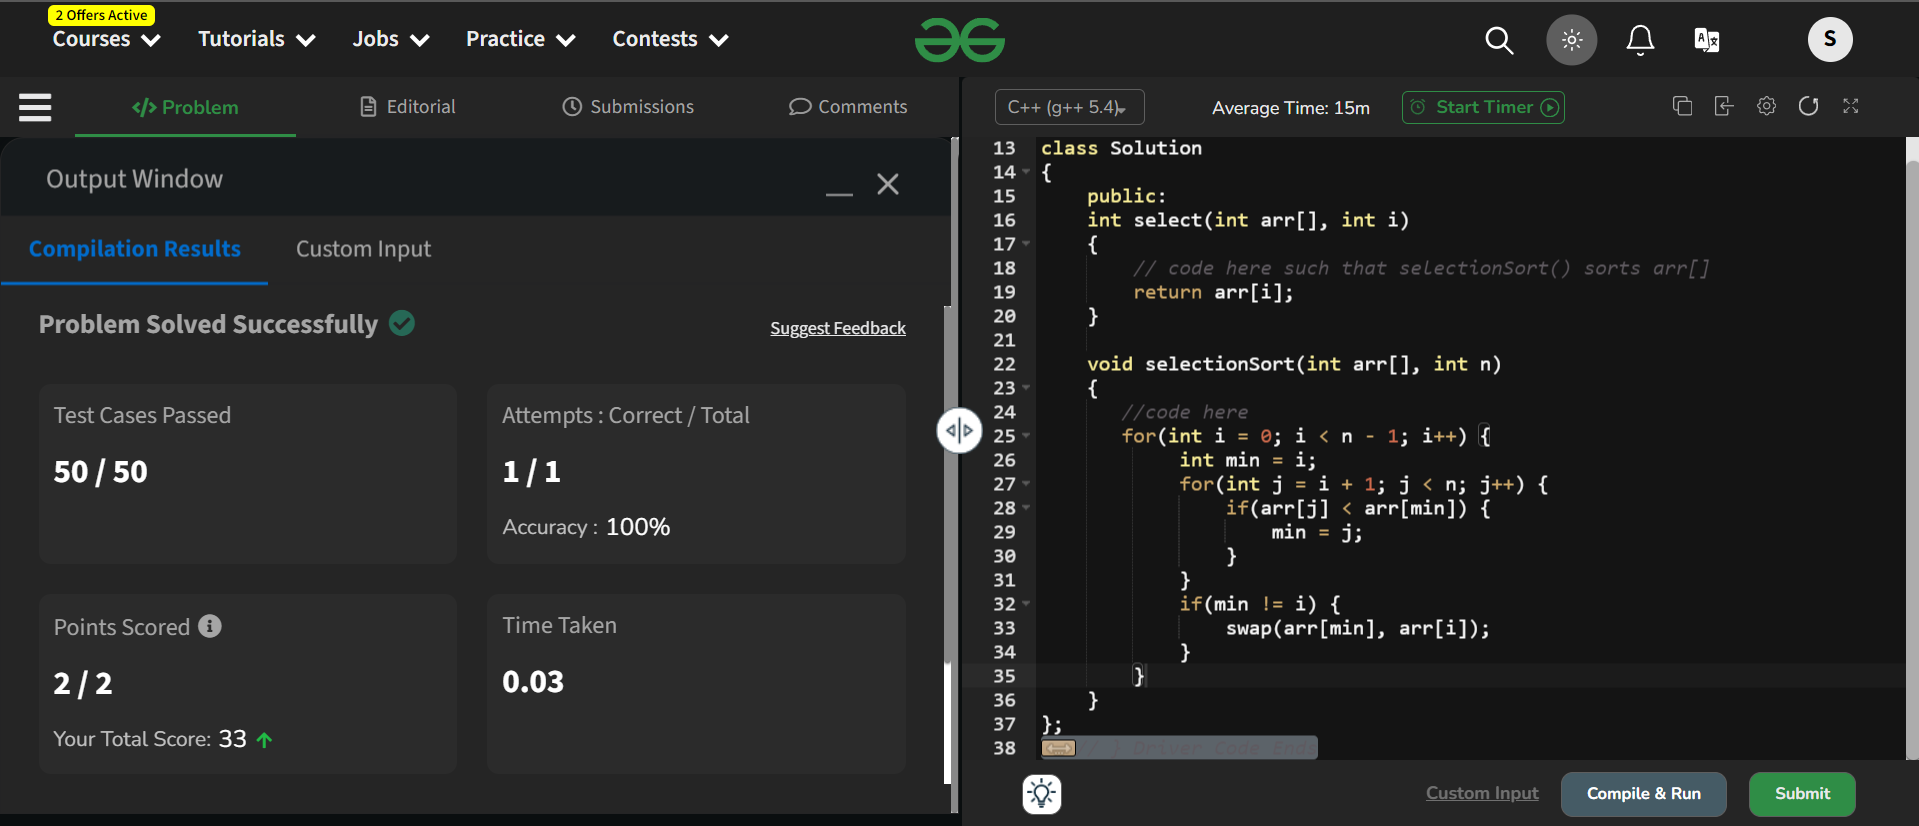 2 Offers Active
Courses Tutorials Jobs Practice Contests
S
</> Problem Editorial Submissions Comments
C++ (g++ 5.4) Average Time: 15m Start Timer
Output Window
Compilation Results Custom Input
Problem Solved Successfully
Suggest Feedback
Test Cases Passed
50 / 50
Attempts : Correct / Total
1 / 1
Accuracy : 100%
Points Scored
2 / 2
Your Total Score: 33
Time Taken
0.03
13 class Solution
14 {
15     public:
16     int select(int arr[], int i)
17     {
18         // code here such that selectionSort() sorts arr[]
19         return arr[i];
20     }
21
22     void selectionSort(int arr[], int n)
23     {
24        //code here
25        for(int i = 0; i < n - 1; i++) {
26             int min = i;
27             for(int j = i + 1; j < n; j++) {
28                 if(arr[j] < arr[min]) {
29                     min = j;
30                 }
31             }
32             if(min != i) {
33                 swap(arr[min], arr[i]);
34             }
35         }
36     }
37 };
38 // } Driver Code Ends
Custom Input Compile & Run Submit